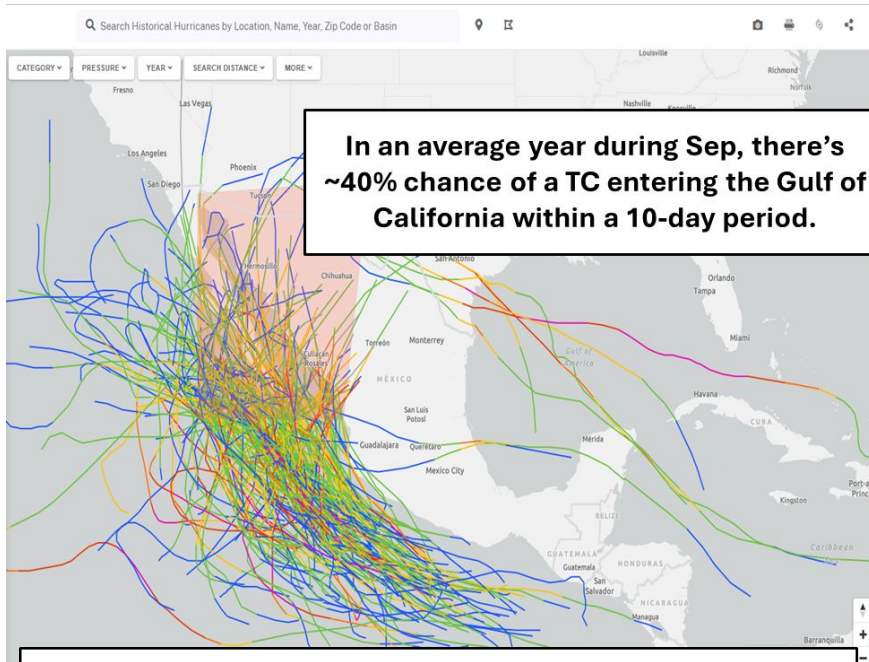 Search Historical Hurricanes by Location, Name, Year, Zip Code or Basin
CATEGORY PRESSURE YEAR SEARCH DISTANCE MORE
In an average year during Sep, there's
~40% chance of a TC entering the Gulf of
California within a 10-day period.
Louisville
Richmond
Norfolk
Fresno
Las Vegas
Nashville
Los Angeles
Phoenix
San Diego
Tucson
San Antonio
Hermosillo
Chihuahua
Orlando
Tampa
Torreón
Monterrey
Miami
Culiacán
Rosales
Gulf of
America
MÉXICO
Havana
CUBA
San Luis
Potosí
Guadalajara
Querétaro
Mérida
Mexico City
Port-a
Princ
Kingston
BELIZE
Caribbean
GUATEMALA
Guatemala
HONDURAS
San
Salvador
NICARAGUA
Managua
Barranquilla